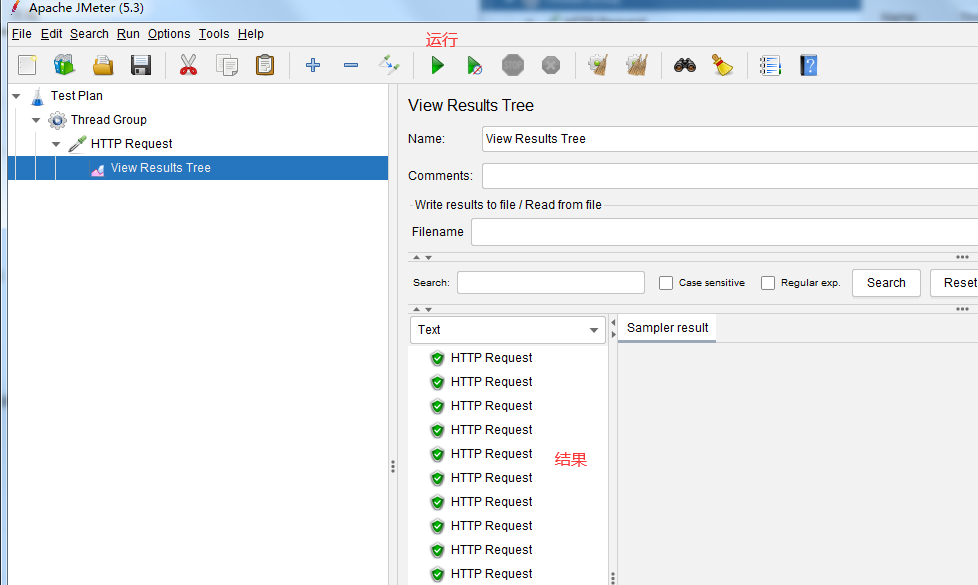 Apache JMeter (5.3)
File Edit Search Run Options Tools Help
运行
STOP
Test Plan
Thread Group
HTTP Request
View Results Tree
View Results Tree
Name: View Results Tree
Comments:
Write results to file / Read from file
Filename
Search: Case sensitive Regular exp. Search Reset
Text
Sampler result
HTTP Request
HTTP Request
HTTP Request
HTTP Request
HTTP Request
结果
HTTP Request
HTTP Request
HTTP Request
HTTP Request
HTTP Request